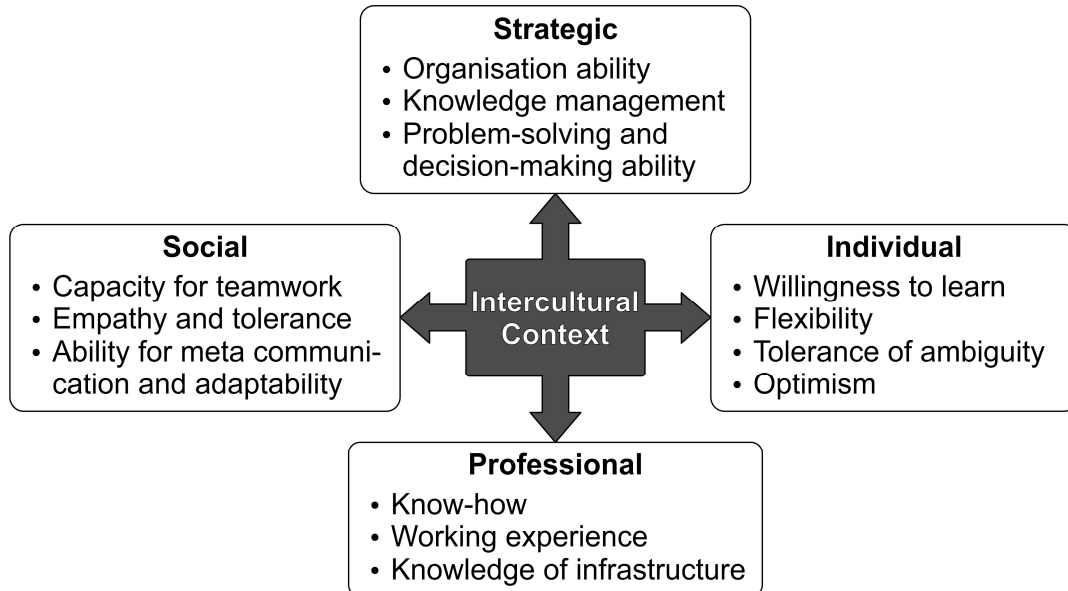 Strategic
• Organisation ability
• Knowledge management
• Problem-solving and
decision-making ability
Social
• Capacity for teamwork
• Empathy and tolerance
• Ability for meta communi-
cation and adaptability
Intercultural
Context
Individual
• Willingness to learn
• Flexibility
• Tolerance of ambiguity
• Optimism
Professional
• Know-how
• Working experience
• Knowledge of infrastructure